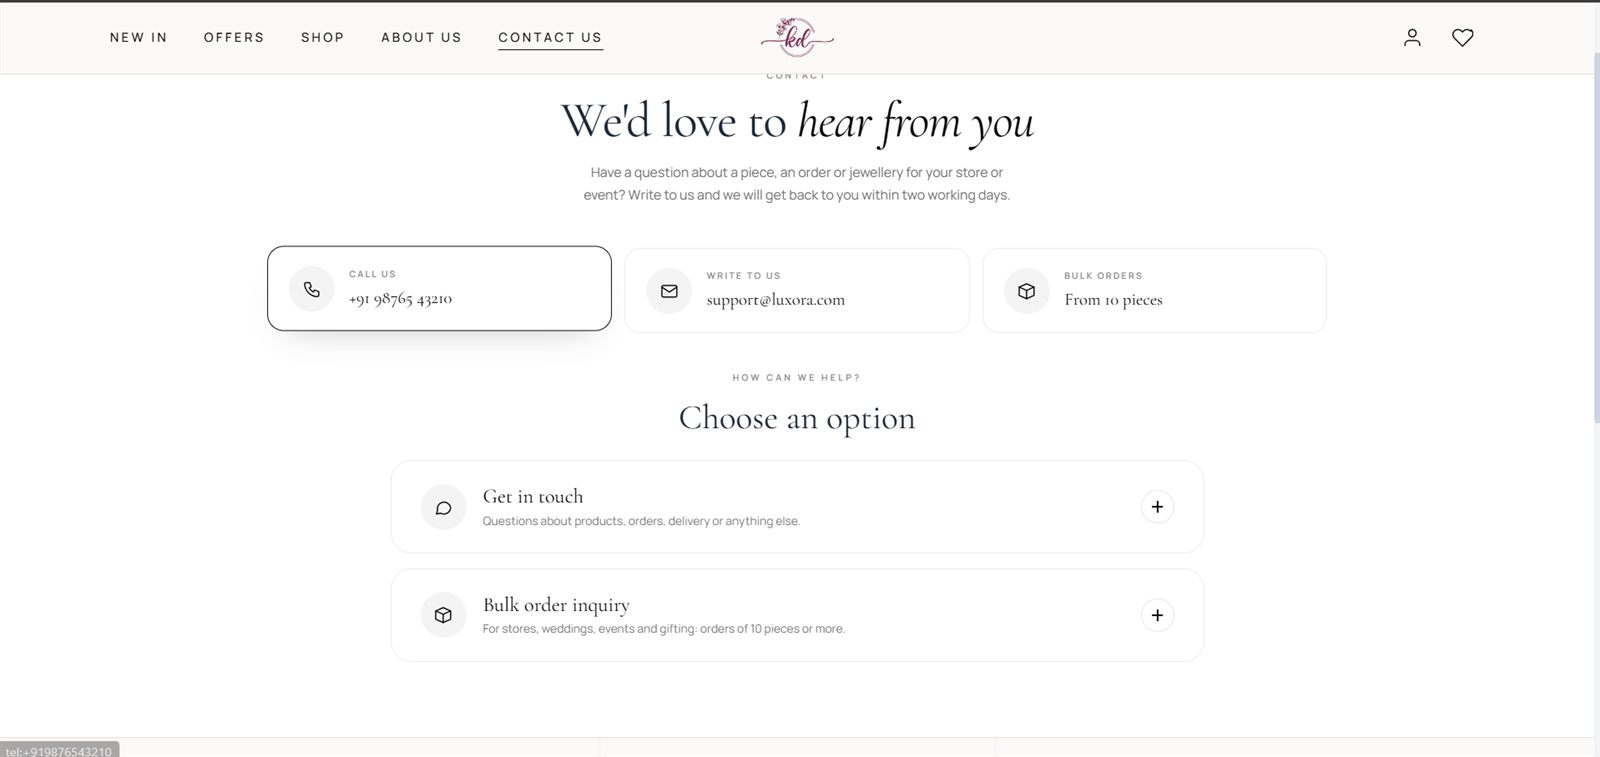 NEW IN
OFFERS
SHOP
ABOUT US
CONTACT US
kd
CONTACT
We'd love to hear from you
Have a question about a piece, an order or jewellery for your store or
event? Write to us and we will get back to you within two working days.
CALL US
+91 98765 43210
WRITE TO US
support@luxora.com
BULK ORDERS
From 10 pieces
HOW CAN WE HELP?
Choose an option
Get in touch
Questions about products, orders, delivery or anything else.
Bulk order inquiry
For stores, weddings, events and gifting: orders of 10 pieces or more.
tel:+919876543210